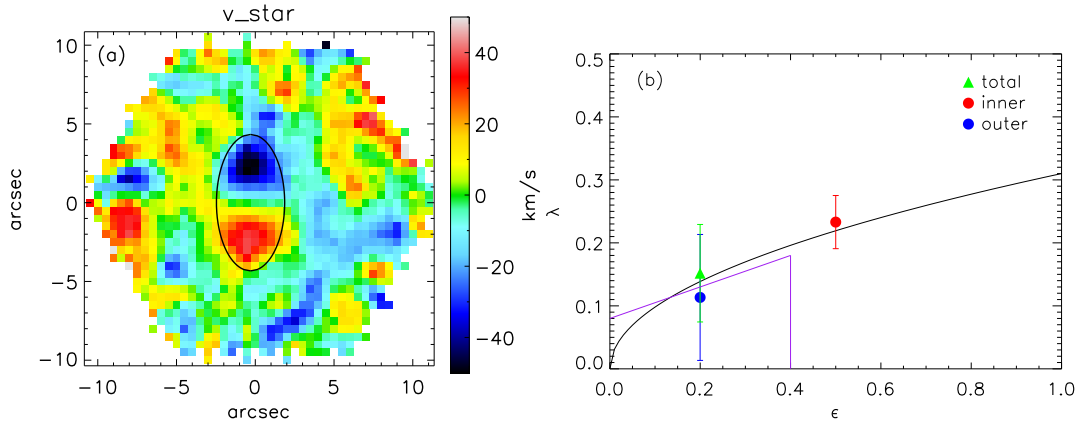 v_star
(a)
10
5
0
−5
−10
arcsec
−10 −5 0 5 10
arcsec
40
20
0
−20
−40
km/s
(b)
total
inner
outer
0.5
0.4
0.3
0.2
0.1
0.0
λ
0.0 0.2 0.4 0.6 0.8 1.0
ϵ